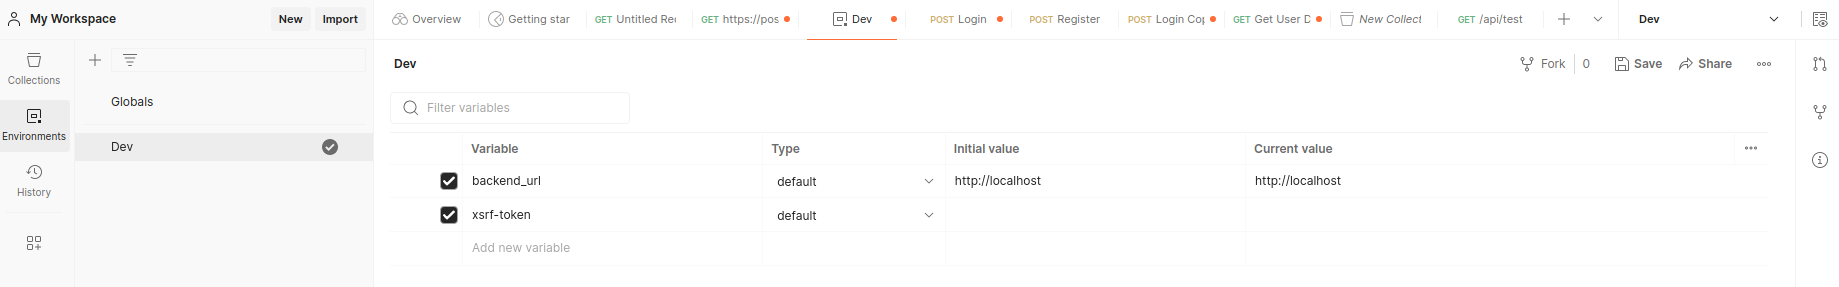 My Workspace New Import Overview Getting star GET Untitled Rec GET https://pos Dev POST Login POST Register POST Login Cop GET Get User D New Collect GET /api/test Dev
Collections
Environments
History
Globals
Dev
Dev Fork 0 Save Share
Filter variables
Variable Type Initial value Current value
backend_url default http://localhost http://localhost
xsrf-token default
Add new variable